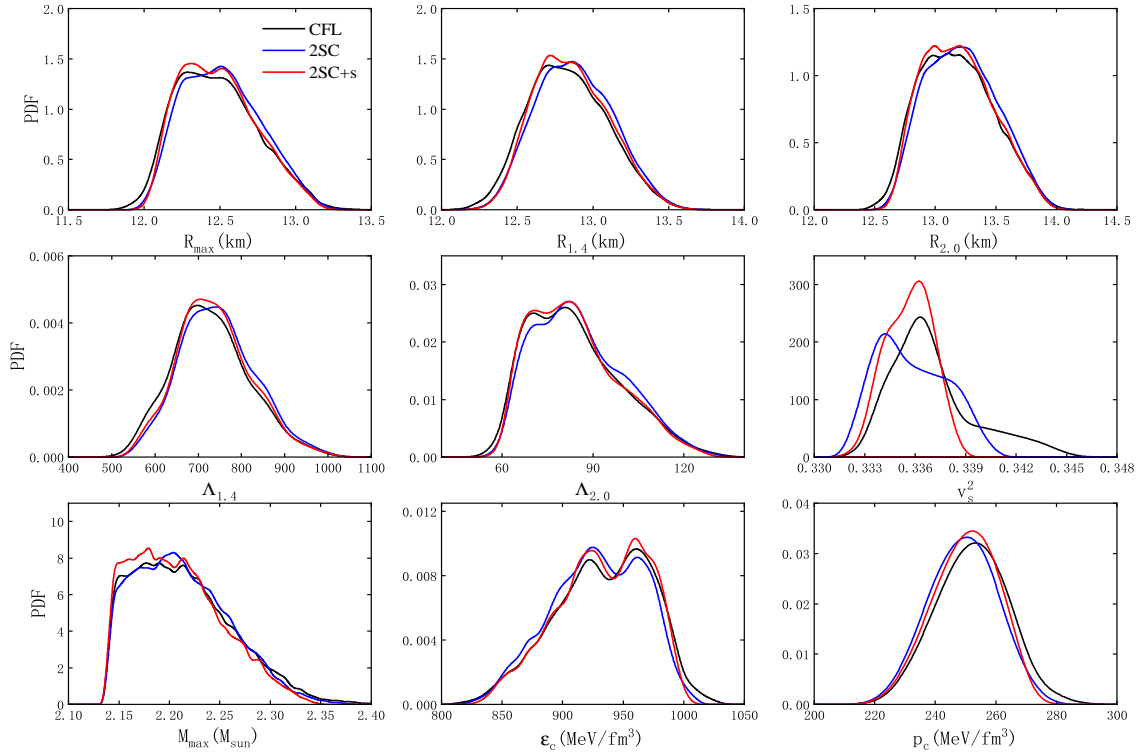 2.0
1.5
1.0
0.5
0.0
PDF
CFL
2SC
2SC+s
11.5 12.0 12.5 13.0 13.5
R_max(km)
2.0
1.5
1.0
0.5
0.0
12.0 12.5 13.0 13.5 14.0
R_1.4(km)
1.5
1.0
0.5
0.0
12.0 12.5 13.0 13.5 14.0 14.5
R_2.0(km)
0.006
0.004
0.002
0.000
PDF
400 500 600 700 800 900 1000 1100
Λ_1.4
0.03
0.02
0.01
0.00
60 90 120
Λ_2.0
300
200
100
0
0.330 0.333 0.336 0.339 0.342 0.345 0.348
v_s^2
10
8
6
4
2
0
PDF
2.10 2.15 2.20 2.25 2.30 2.35 2.40
M_max(M_sun)
0.012
0.008
0.004
0.000
800 850 900 950 1000 1050
ε_c(MeV/fm^3)
0.04
0.03
0.02
0.01
0.00
200 220 240 260 280 300
p_c(MeV/fm^3)